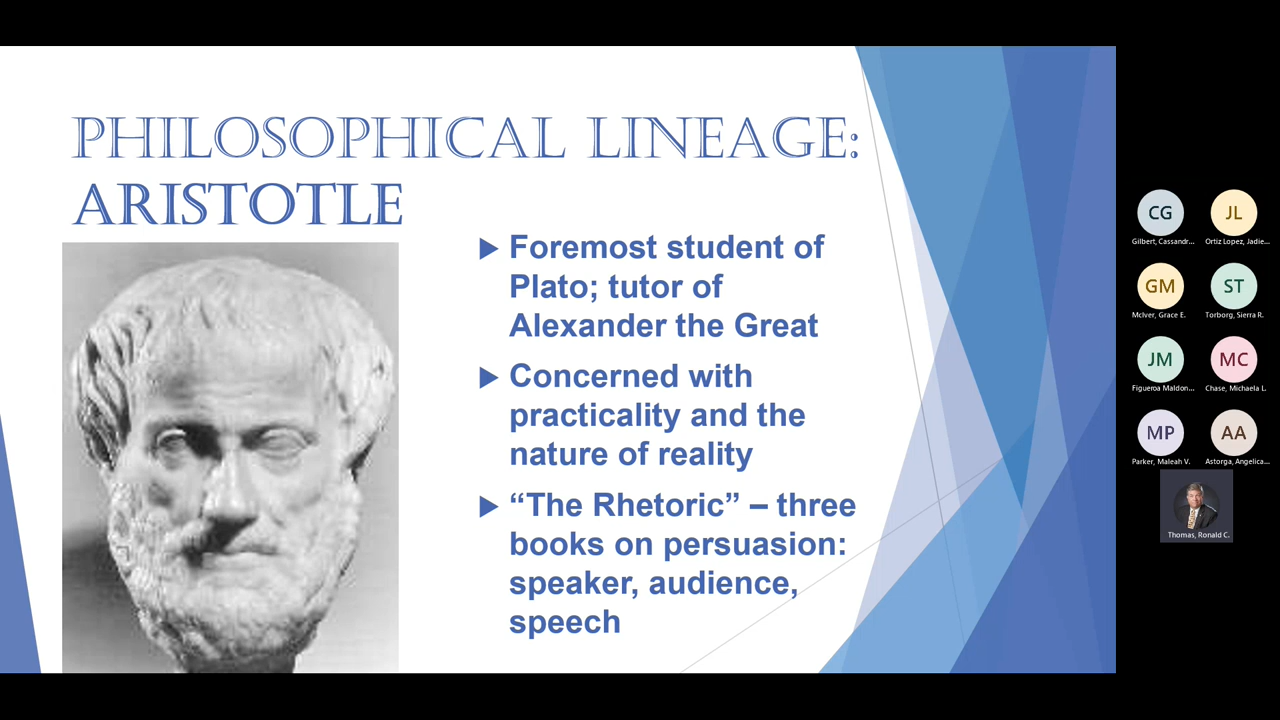 PHILOSOPHICAL LINEAGE:
ARISTOTLE
Foremost student of
Plato; tutor of
Alexander the Great
Concerned with
practicality and the
nature of reality
“The Rhetoric” – three
books on persuasion:
speaker, audience,
speech
CG
JL
Gilbert, Cassandr...
Ortiz Lopez, Jadie...
GM
ST
McIver, Grace E.
Torborg, Sierra R.
JM
MC
Figueroa Maldon...
Chase, Michaela L.
MP
AA
Parker, Maleah V.
Astorga, Angelica...
Thomas, Ronald C.